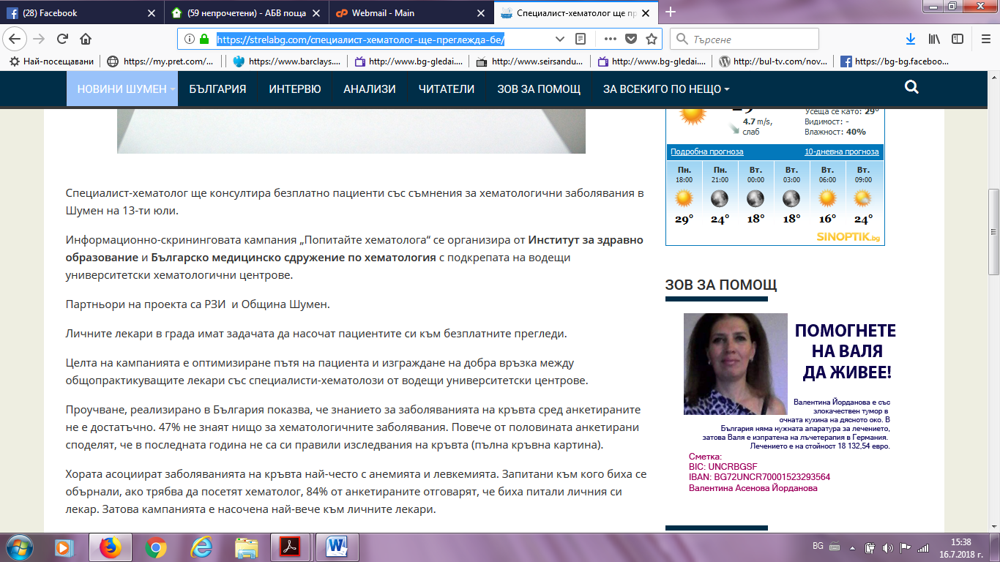 (28) Facebook
(59 непрочетени) - АБВ поща
Webmail - Main
Специалист-хематолог ще пр
https://strelabg.com/специалист-хематолог-ще-преглежда-бе/
Търсене
Най-посещавани
https://my.pret.com/...
https://www.barclays....
http://www.bg-gledai....
http://www.seirsandu...
http://www.bg-gledai....
http://bul-tv.com/nov...
https://bg-bg.faceboo...
НОВИНИ ШУМЕН
БЪЛГАРИЯ
ИНТЕРВЮ
АНАЛИЗИ
ЧИТАТЕЛИ
ЗОВ ЗА ПОМОЩ
ЗА ВСЕКИГО ПО НЕЩО
Специалист-хематолог ще консултира безплатно пациенти със съмнения за хематологични заболявания в
Шумен на 13-ти юли.
Информационно-скрининговата кампания „Попитайте хематолога“ се организира от Институт за здравно
образование и Българско медицинско сдружение по хематология с подкрепата на водещи
университетски хематологични центрове.
Партньори на проекта са РЗИ и Община Шумен.
Личните лекари в града имат задачата да насочат пациентите си към безплатните прегледи.
Целта на кампанията е оптимизиране пътя на пациента и изграждане на добра връзка между
общопрактикуващите лекари със специалисти-хематолози от водещи университетски центрове.
Проучване, реализирано в България показва, че знанието за заболяванията на кръвта сред анкетираните
не е достатъчно. 47% не знаят нищо за хематологичните заболявания. Повече от половината анкетирани
споделят, че в последната година не са си правили изследвания на кръвта (пълна кръвна картина).
Хората асоциират заболяванията на кръвта най-често с анемията и левкемията. Запитани към кого биха се
обърнали, ако трябва да посетят хематолог, 84% от анкетираните отговарят, че биха питали личния си
лекар. Затова кампанията е насочена най-вече към личните лекари.
4.7 m/s,
слаб
Усеща се като: 29°
Видимост: -
Влажност: 40%
Подробна прогноза
10-дневна прогноза
Пн. Пн. Вт. Вт. Вт. Вт.
18:00 21:00 00:00 03:00 06:00 09:00
29° 24° 18° 18° 16° 24°
SINOPTIK.bg
ЗОВ ЗА ПОМОЩ
ПОМОГНЕТЕ
НА ВАЛЯ
ДА ЖИВЕЕ!
Валентина Йорданова е със
злокачествен тумор в
очната кухина на дясното око. В
България няма нужната апаратура за лечението,
затова Валя е изпратена на лъчетерапия в Германия.
Лечението е на стойност 18 132,54 евро.
Сметка:
BIC: UNCRBGSF
IBAN: BG72UNCR70001523293564
Валентина Асенова Йорданова
BG
15:38
16.7.2018 г.